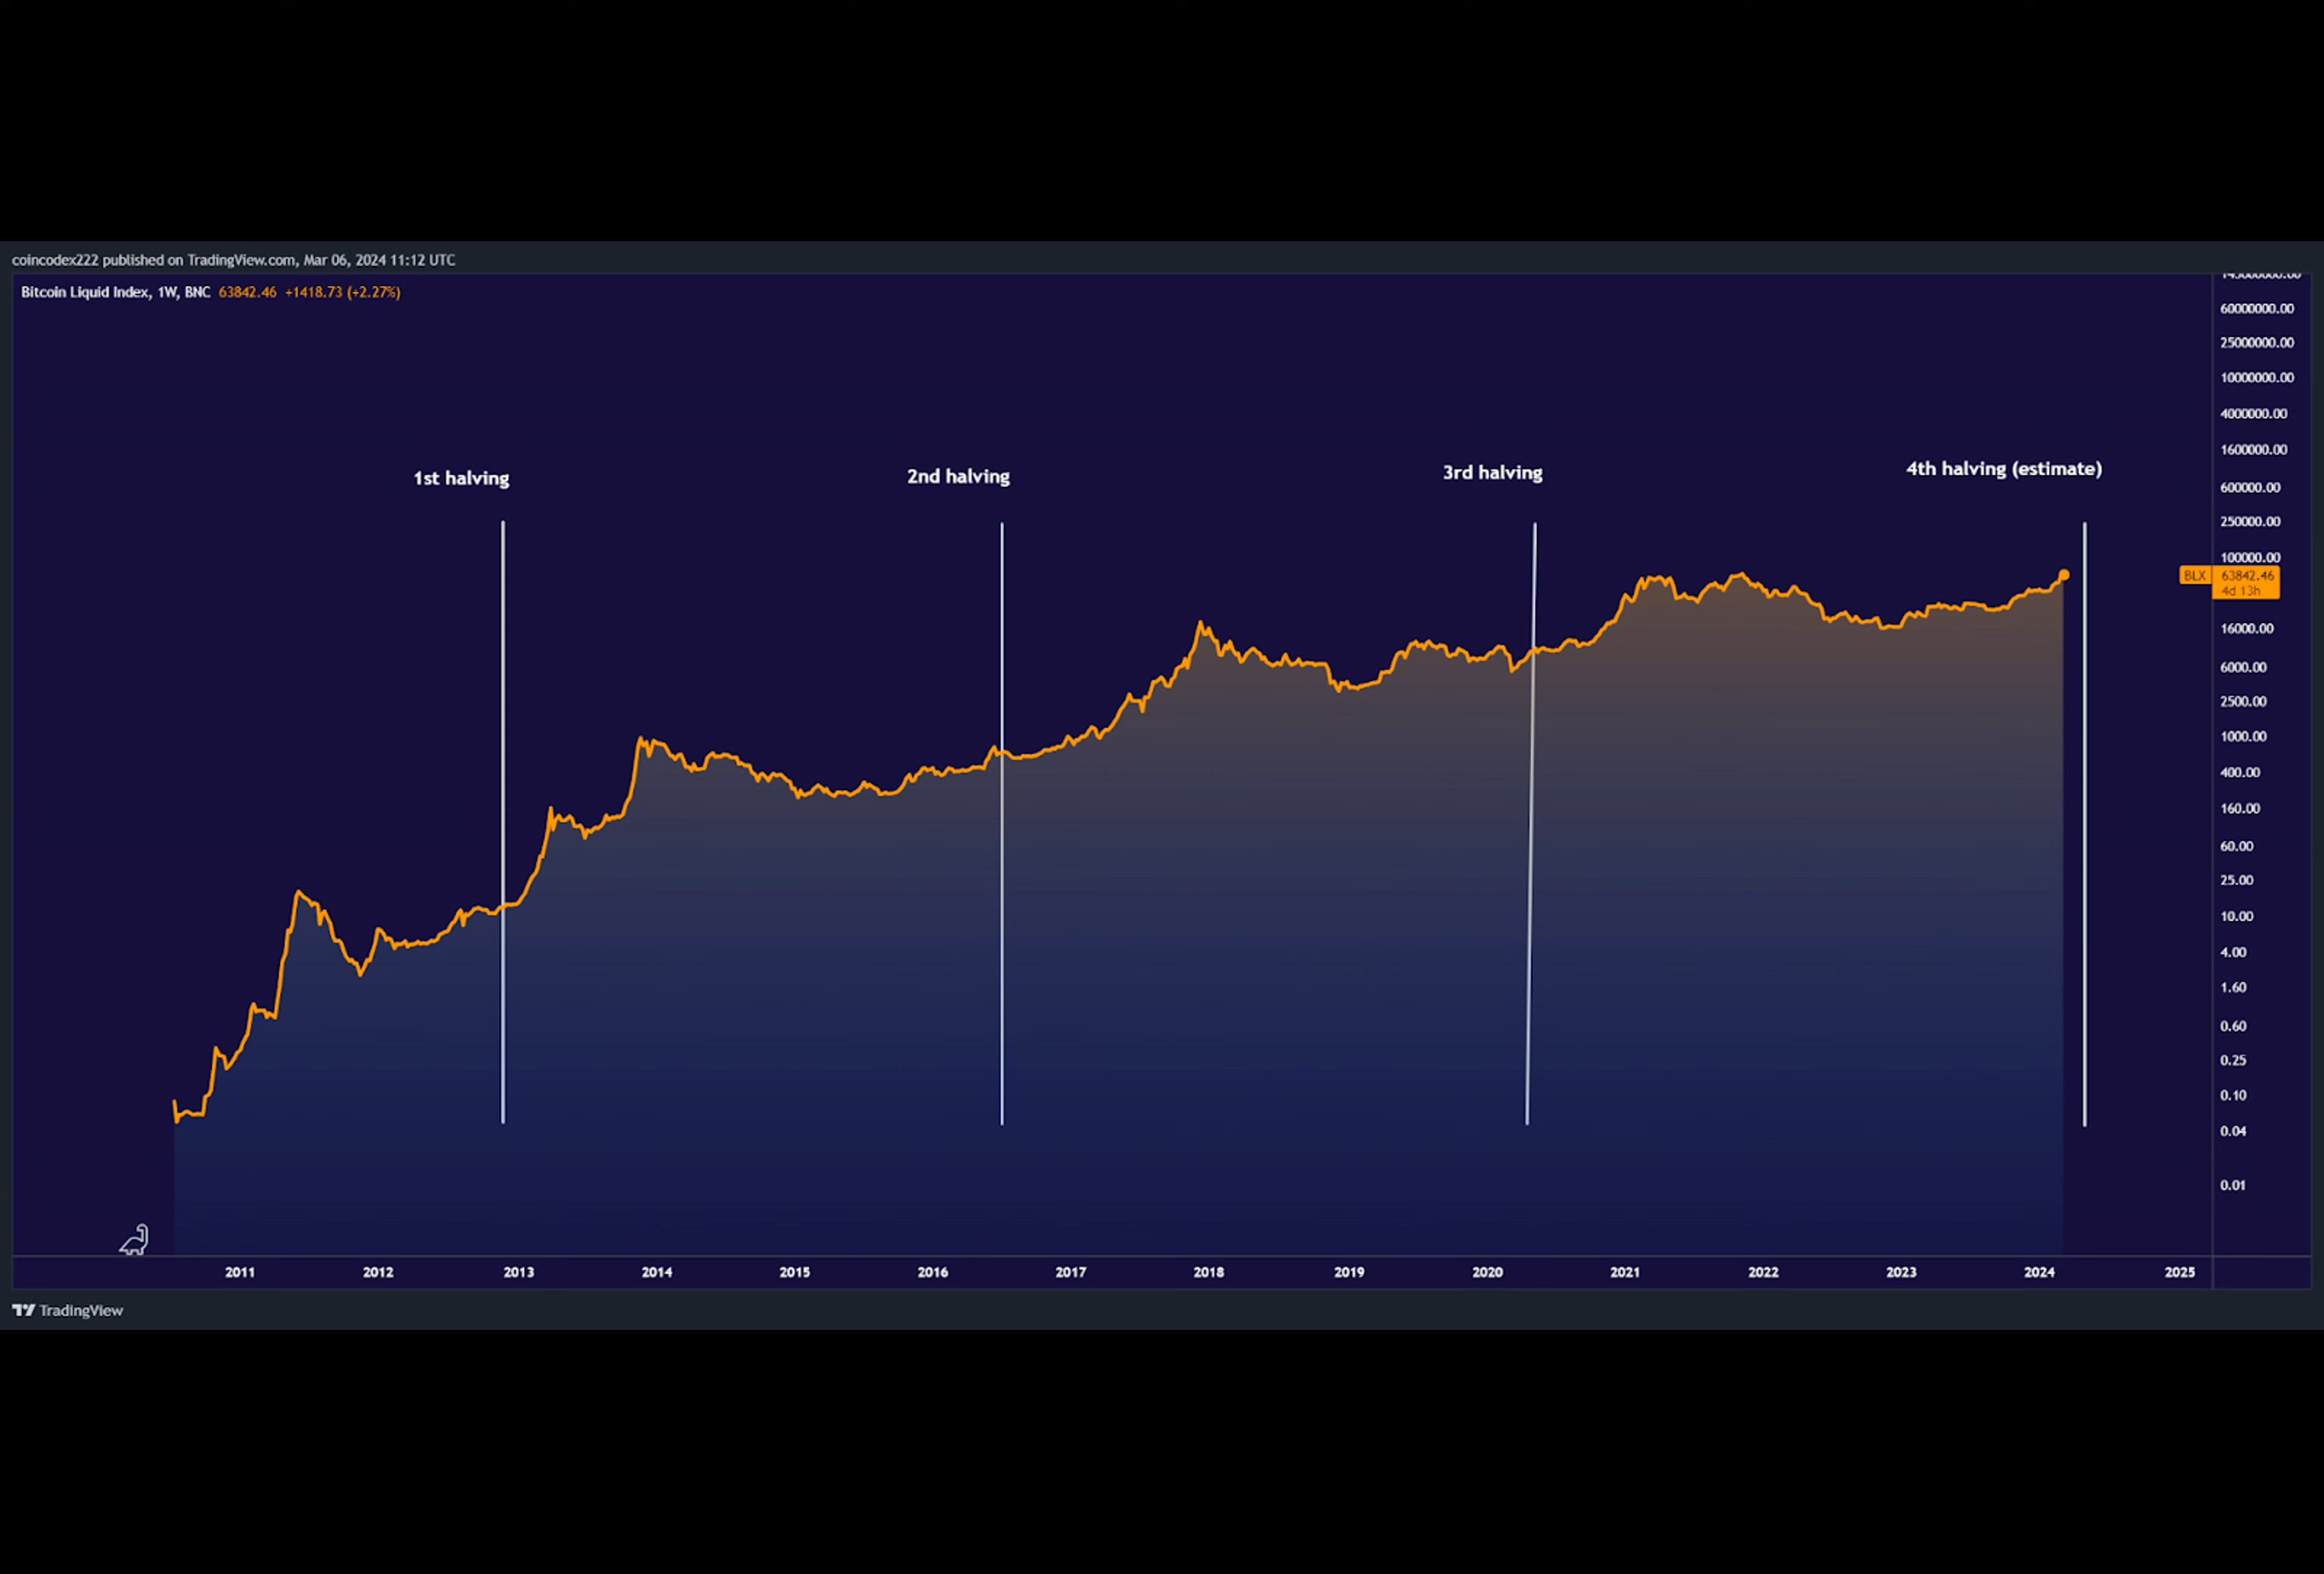 coincodex222 published on TradingView.com, Mar 06, 2024 11:12 UTC
Bitcoin Liquid Index, 1W, BNC 63842.46 +1418.73 (+2.27%)
60000000.00
25000000.00
10000000.00
4000000.00
1600000.00
600000.00
250000.00
100000.00
BLX 63842.46
4d 13h
16000.00
6000.00
2500.00
1000.00
400.00
160.00
60.00
25.00
10.00
4.00
1.60
0.60
0.25
0.10
0.04
0.01
1st halving
2nd halving
3rd halving
4th halving (estimate)
2011 2012 2013 2014 2015 2016 2017 2018 2019 2020 2021 2022 2023 2024 2025
TradingView